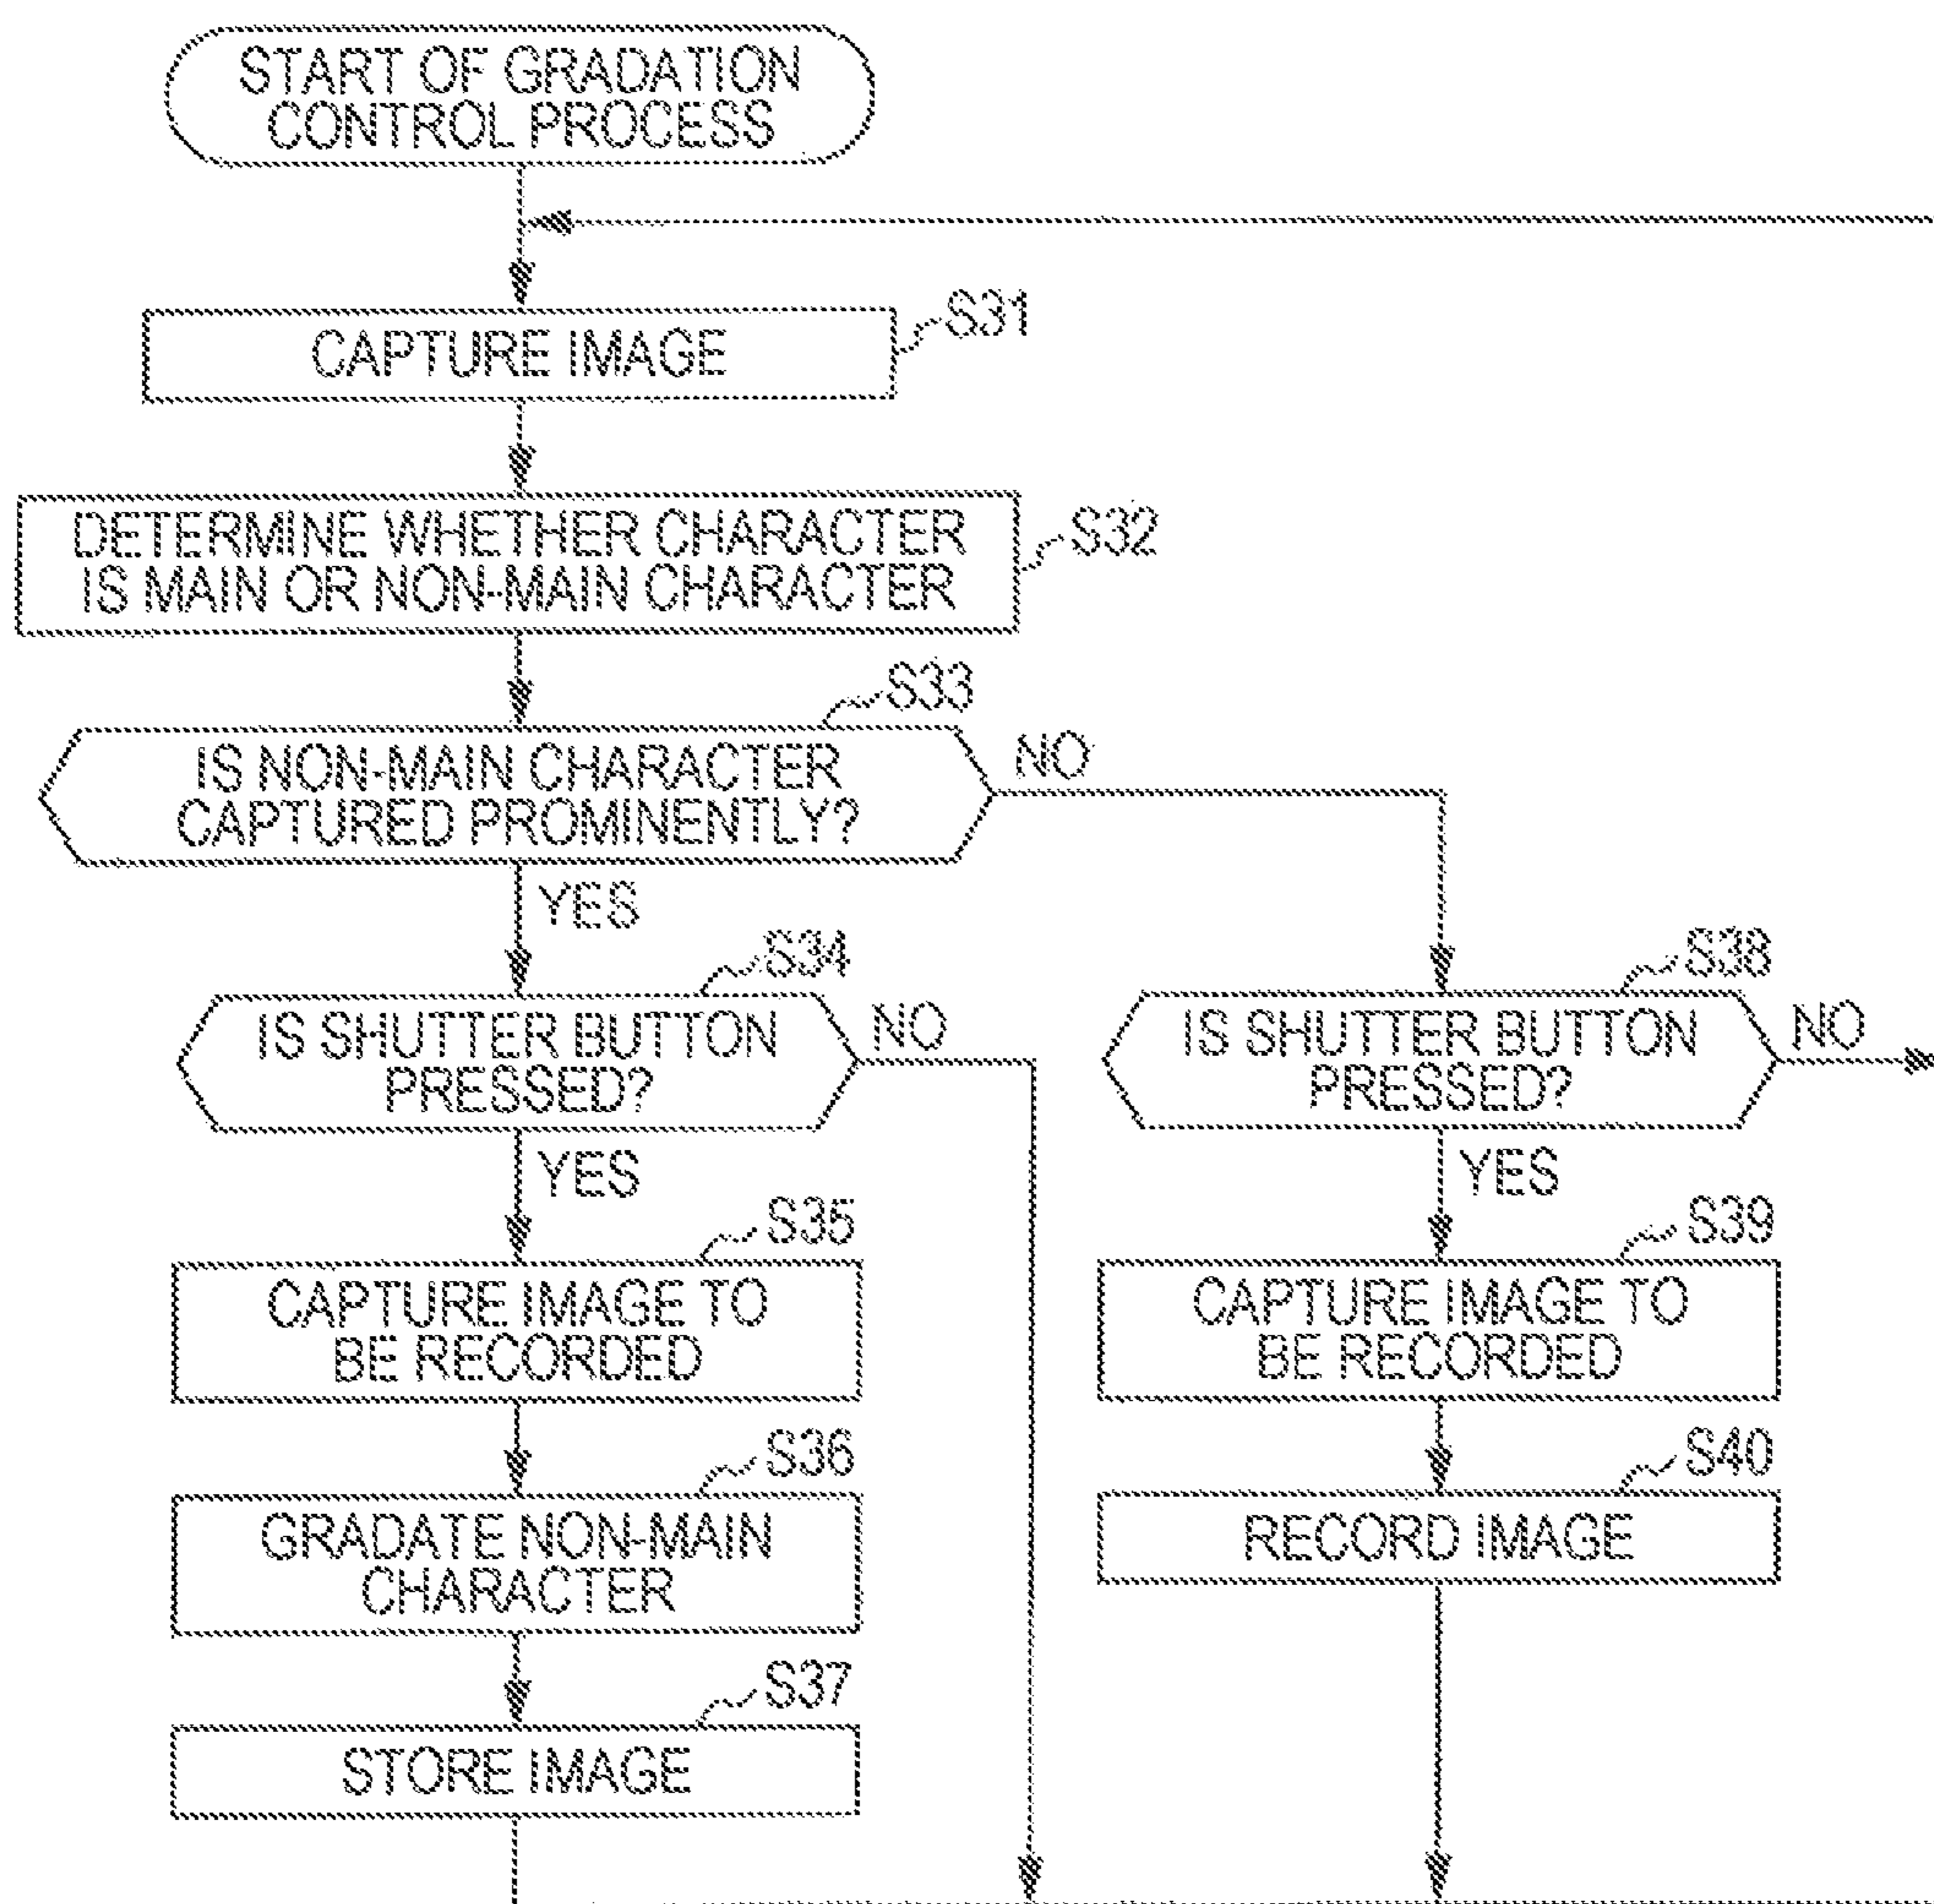 START OF GRADATION
CONTROL PROCESS
CAPTURE IMAGE
S31
DETERMINE WHETHER CHARACTER
IS MAIN OR NON-MAIN CHARACTER
S32
S33
IS NON-MAIN CHARACTER
CAPTURED PROMINENTLY?
NO
YES
S34
IS SHUTTER BUTTON
PRESSED?
NO
YES
S35
CAPTURE IMAGE TO
BE RECORDED
S36
GRADATE NON-MAIN
CHARACTER
S37
STORE IMAGE
S38
IS SHUTTER BUTTON
PRESSED?
NO
YES
S39
CAPTURE IMAGE TO
BE RECORDED
S40
RECORD IMAGE